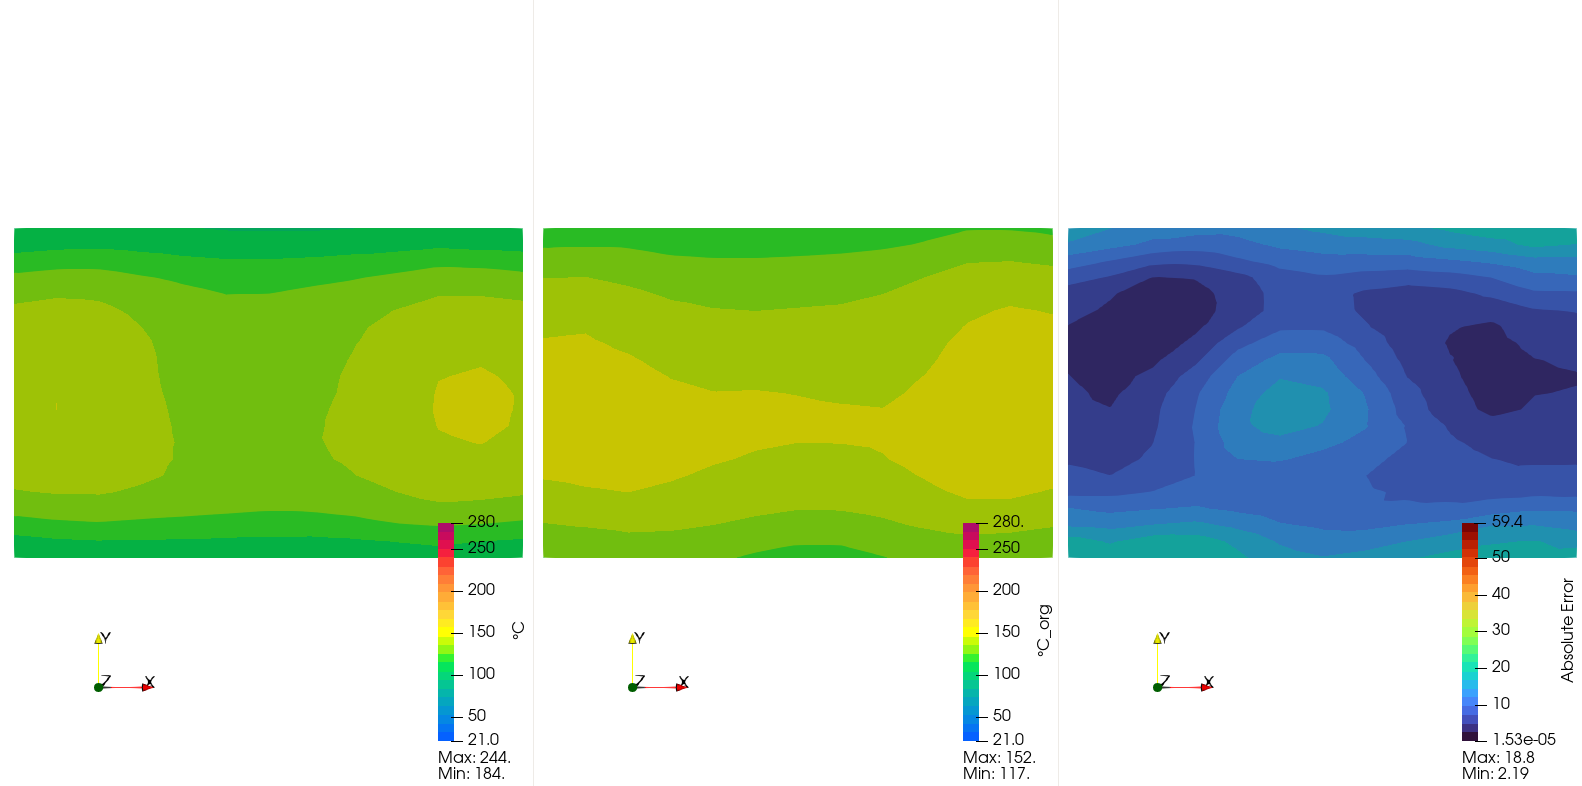 280.
250
200
150
100
50
21.0
°C
Max: 244.
Min: 184.
Y
Z
X
280.
250
200
150
100
50
21.0
°C_org
Max: 152.
Min: 117.
Y
Z
X
59.4
50
40
30
20
10
1.53e-05
Absolute Error
Max: 18.8
Min: 2.19
Y
Z
X